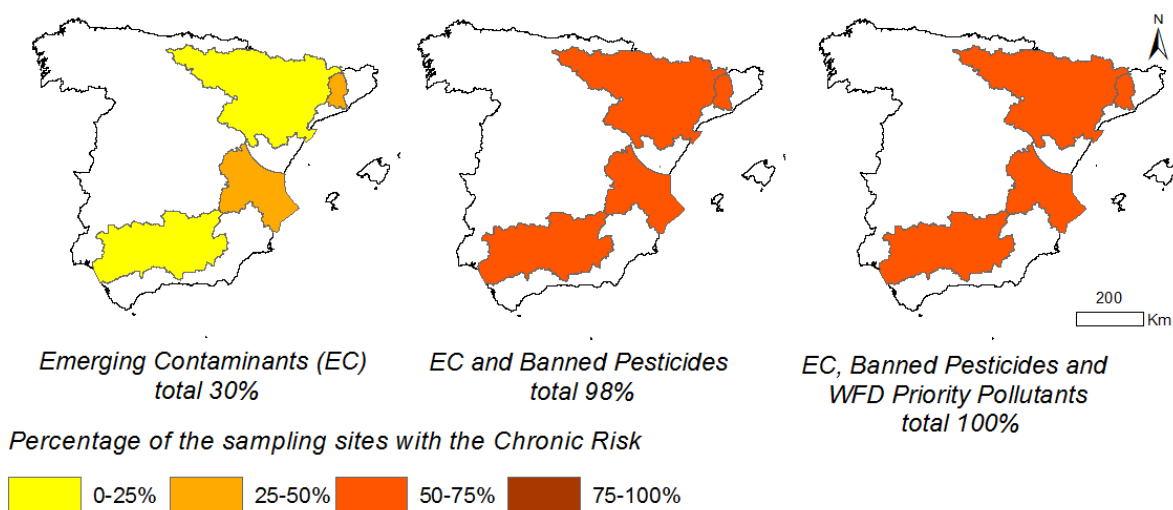 N
200
Km
Emerging Contaminants (EC)
total 30%
EC and Banned Pesticides
total 98%
EC, Banned Pesticides and
WFD Priority Pollutants
total 100%
Percentage of the sampling sites with the Chronic Risk
0-25%
25-50%
50-75%
75-100%